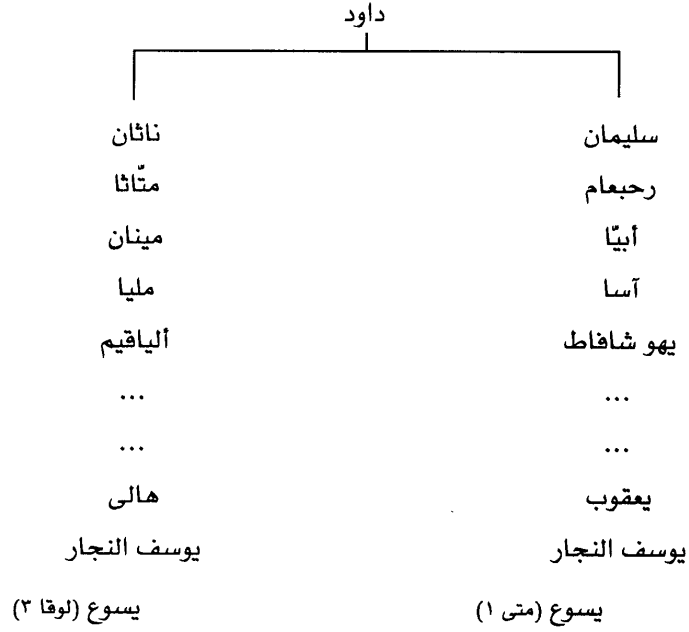 داود
سليمان ناثان
رحبعام متّاثا
أبيّا مينان
آسا مليا
يهو شافاط ألياقيم
... ...
... ...
يعقوب هالى
يوسف النجار يوسف النجار
يسوع (متى ١) يسوع (لوقا ٣)